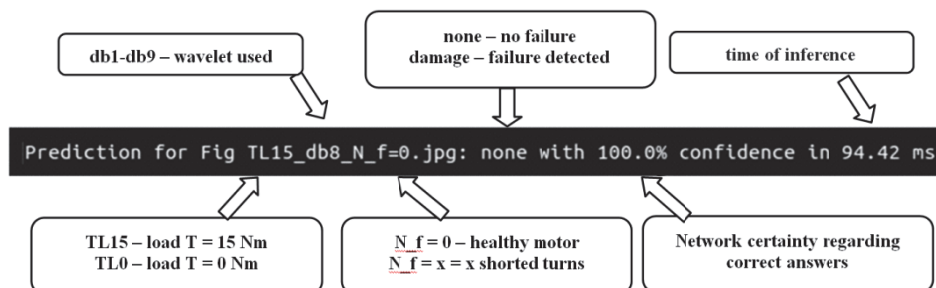 db1-db9 – wavelet used
none – no failure
damage – failure detected
time of inference
Prediction for Fig TL15_db8_N_f=0.jpg: none with 100.0% confidence in 94.42 ms
TL15 – load T = 15 Nm
TL0 – load T = 0 Nm
N_f = 0 – healthy motor
N_f = x = x shorted turns
Network certainty regarding
correct answers